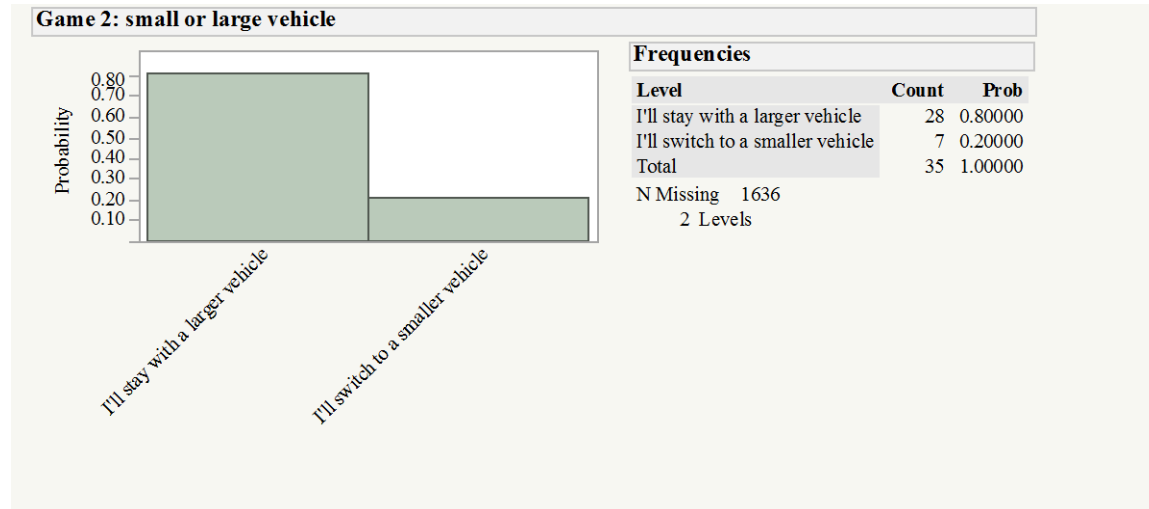 Game 2: small or large vehicle
Probability
0.80
0.70
0.60
0.50
0.40
0.30
0.20
0.10
I'll stay with a larger vehicle
I'll switch to a smaller vehicle
Frequencies
Level Count Prob
I'll stay with a larger vehicle 28 0.80000
I'll switch to a smaller vehicle 7 0.20000
Total 35 1.00000
N Missing 1636
2 Levels